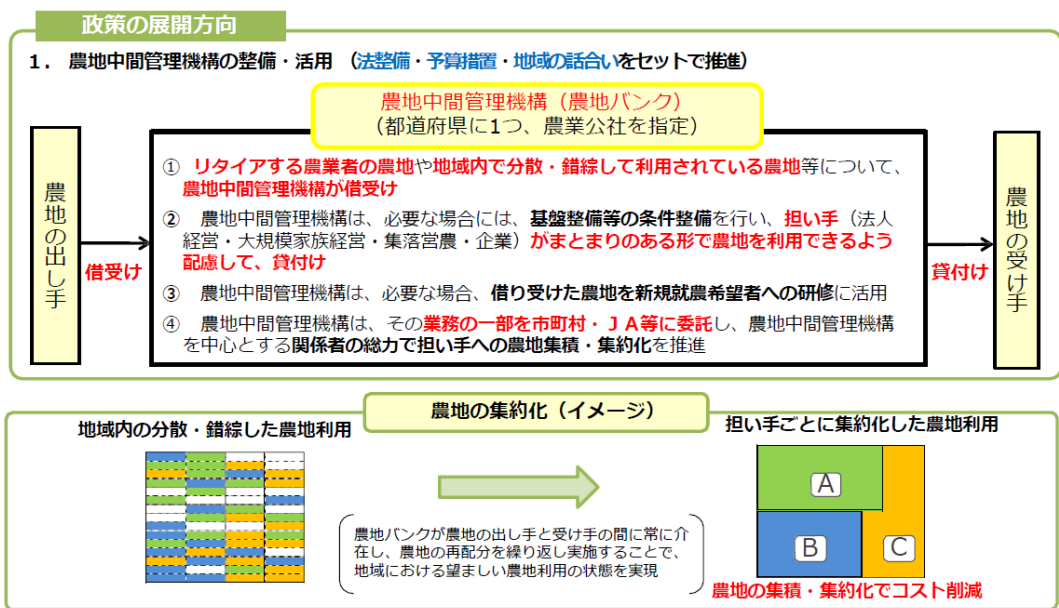 政策の展開方向
１． 農地中間管理機構の整備・活用 （法整備・予算措置・地域の話合いをセットで推進）
農地中間管理機構（農地バンク）
（都道府県に1つ、農業公社を指定）
農地の出し手
借受け
① リタイアする農業者の農地や地域内で分散・錯綜して利用されている農地等について、
農地中間管理機構が借受け
② 農地中間管理機構は、必要な場合には、基盤整備等の条件整備を行い、担い手（法人
経営・大規模家族経営・集落営農・企業）がまとまりのある形で農地を利用できるよう
配慮して、貸付け
③ 農地中間管理機構は、必要な場合、借り受けた農地を新規就農希望者への研修に活用
④ 農地中間管理機構は、その業務の一部を市町村・ＪＡ等に委託し、農地中間管理機構
を中心とする関係者の総力で担い手への農地集積・集約化を推進
貸付け
農地の受け手
農地の集約化（イメージ）
地域内の分散・錯綜した農地利用
農地バンクが農地の出し手と受け手の間に常に介
在し、農地の再配分を繰り返し実施することで、
地域における望ましい農地利用の状態を実現
担い手ごとに集約化した農地利用
A
B
C
農地の集積・集約化でコスト削減